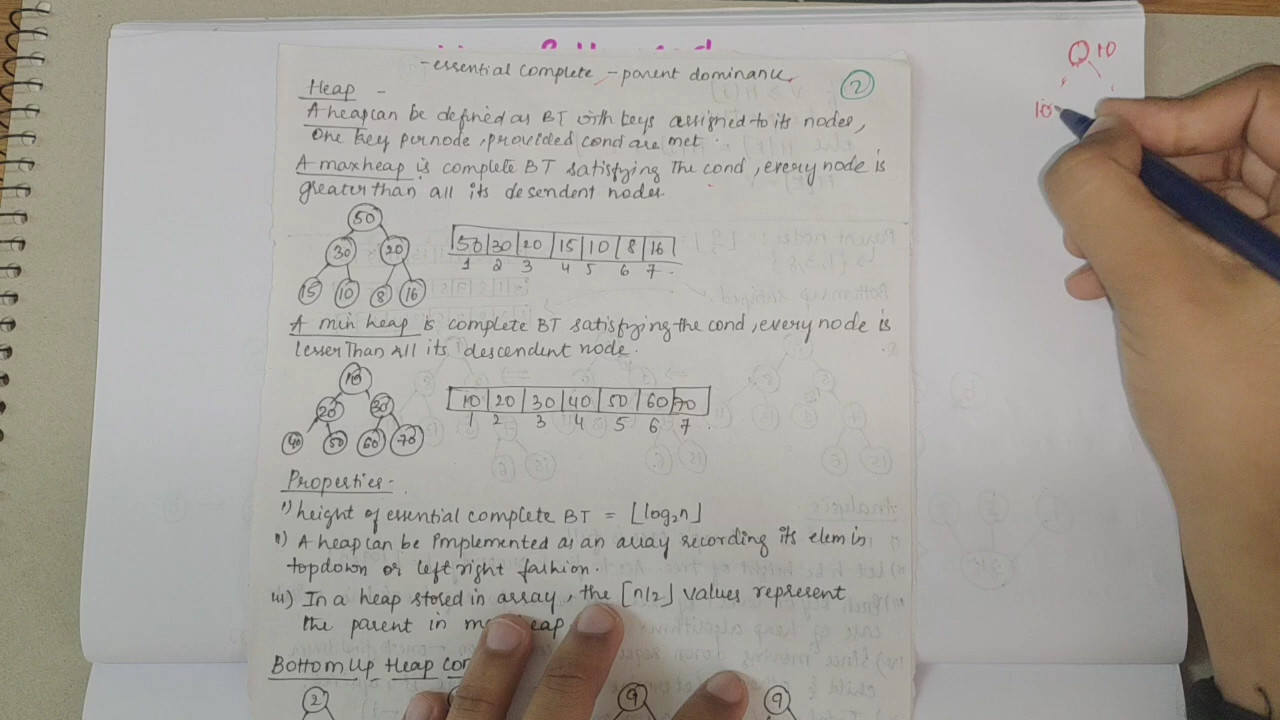 -essential complete, -parent dominance.
2
Heap -
A heap can be defined as BT with keys assigned to its nodes,
one key per node, provided cond are met.
A max heap is complete BT satisfying the cond, every node is
greater than all its desendent nodes.
50
30 20
15 10 8 16
50 30 20 15 10 8 16
1 2 3 4 5 6 7
A min heap is complete BT satisfying the cond, every node is
lesser than all its descendent node.
10
20 30
40 50 60 70
10 20 30 40 50 60 70
1 2 3 4 5 6 7
Properties-
i) height of essential complete BT = ⌊log₂n⌋
ii) A heap can be implemented as an array recording its elem in
topdown or left right fashion.
iii) In a heap stored in array, the ⌊n/2⌋ values represent
the parent in
Bottom Up Heap
2 9 9
10
10